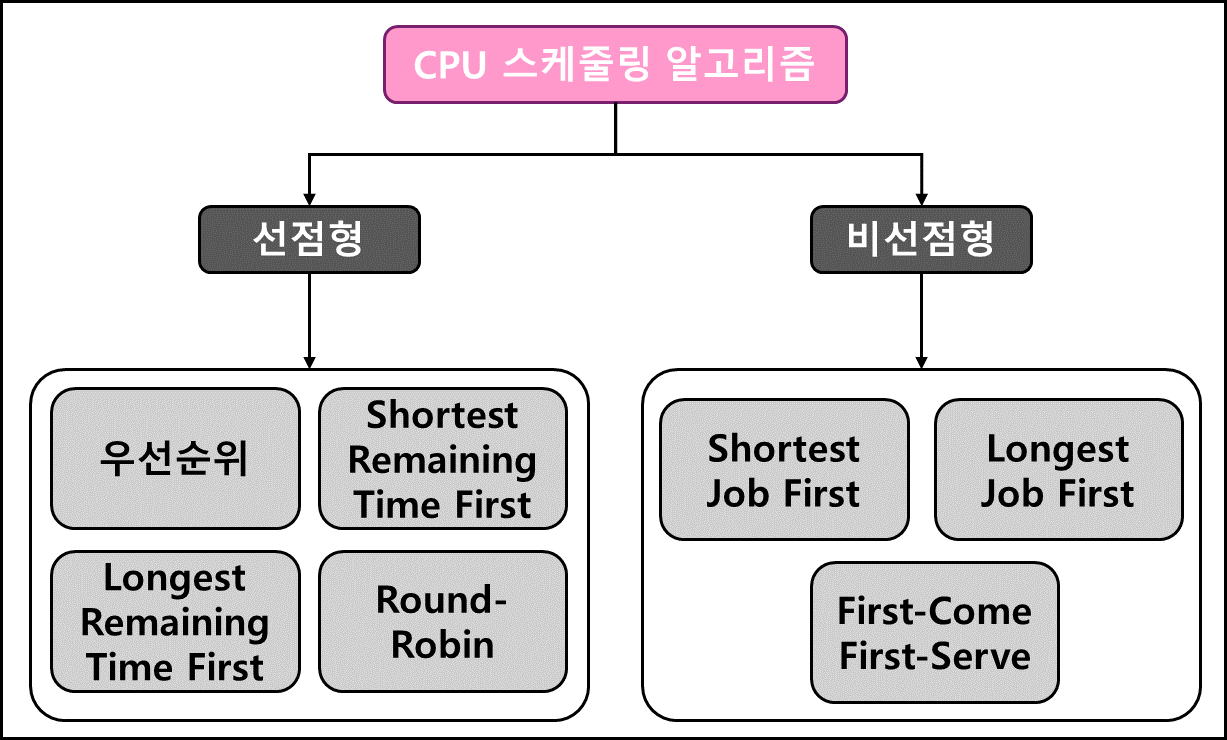 CPU 스케줄링 알고리즘
선점형
비선점형
우선순위
Shortest
Remaining
Time First
Longest
Remaining
Time First
Round-
Robin
Shortest
Job First
Longest
Job First
First-Come
First-Serve